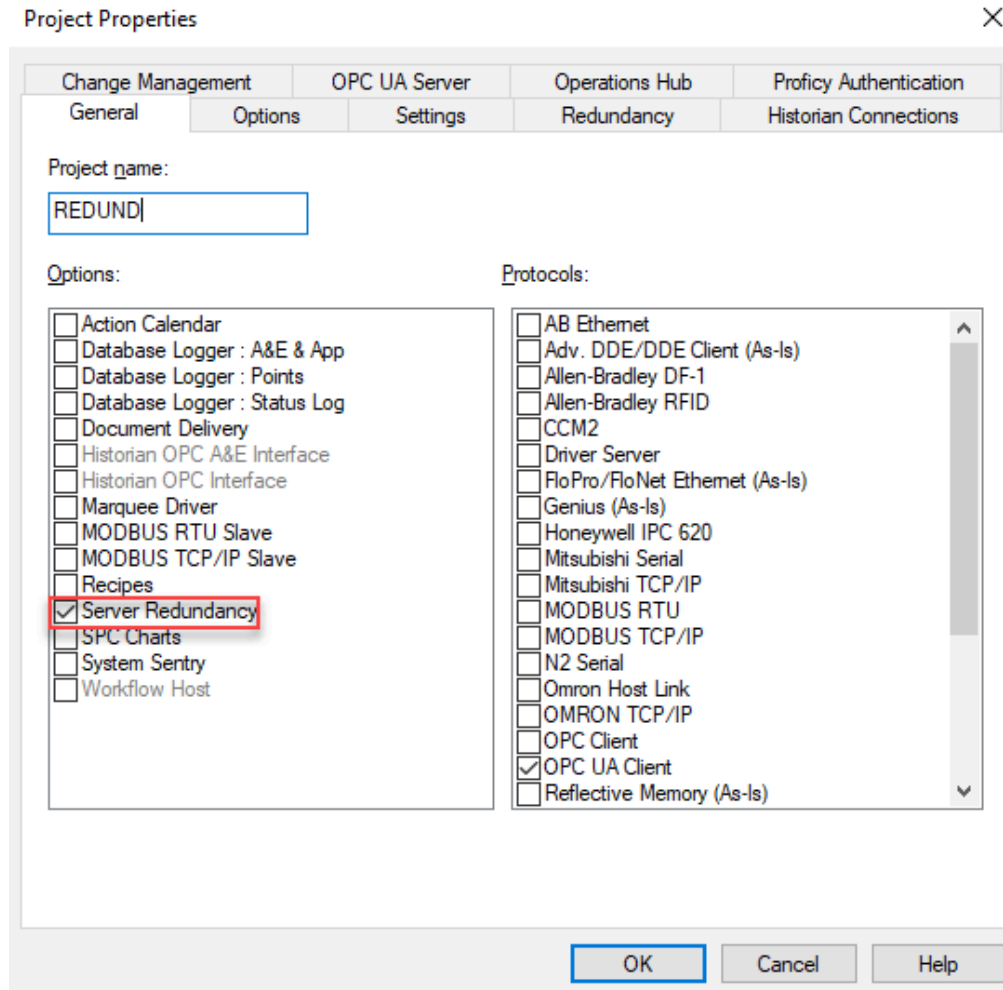 Project Properties
Change Management
OPC UA Server
Operations Hub
Proficy Authentication
General
Options
Settings
Redundancy
Historian Connections
Project name:
REDUND
Options:
Action Calendar
Database Logger : A&E & App
Database Logger : Points
Database Logger : Status Log
Document Delivery
Historian OPC A&E Interface
Historian OPC Interface
Marquee Driver
MODBUS RTU Slave
MODBUS TCP/IP Slave
Recipes
Server Redundancy
SPC Charts
System Sentry
Workflow Host
Protocols:
AB Ethernet
Adv. DDE/DDE Client (As-Is)
Allen-Bradley DF-1
Allen-Bradley RFID
CCM2
Driver Server
FloPro/FloNet Ethernet (As-Is)
Genius (As-Is)
Honeywell IPC 620
Mitsubishi Serial
Mitsubishi TCP/IP
MODBUS RTU
MODBUS TCP/IP
N2 Serial
Omron Host Link
OMRON TCP/IP
OPC Client
OPC UA Client
Reflective Memory (As-Is)
OK
Cancel
Help